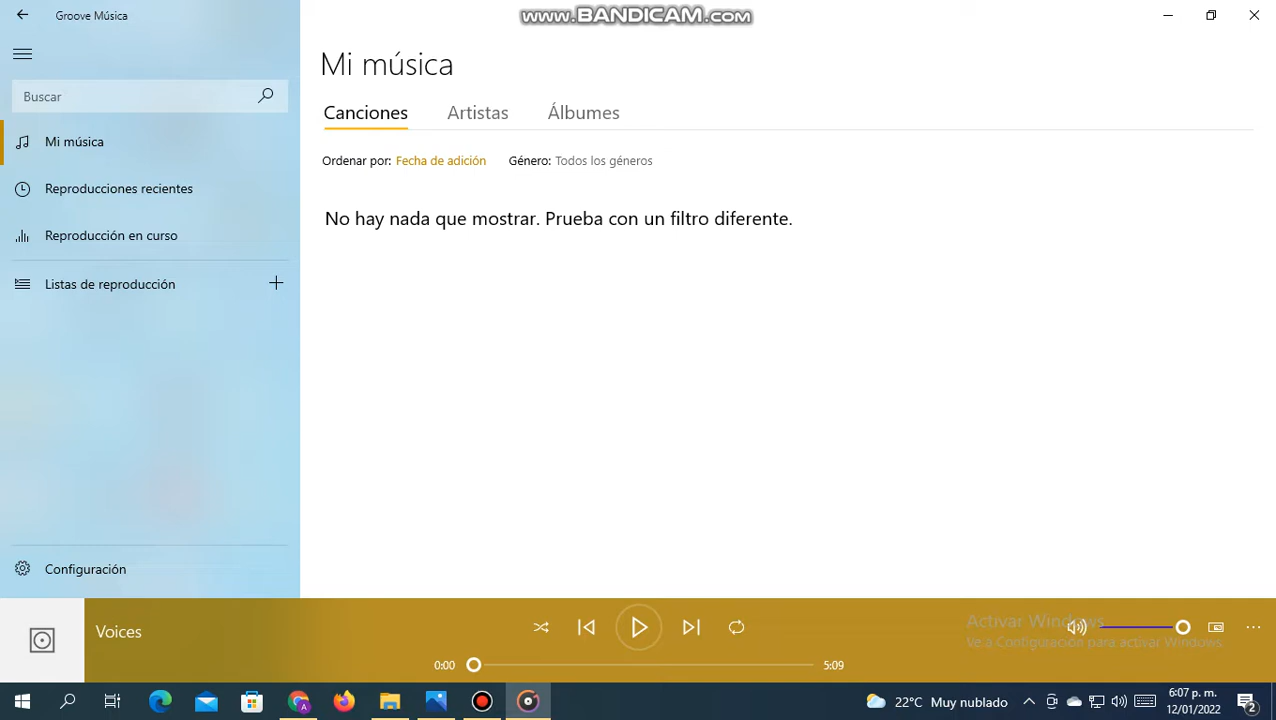 Groove Música
www.BANDICAM.com
Buscar
Mi música
Reproducciones recientes
Reproducción en curso
Listas de reproducción
Configuración
Mi música
Canciones Artistas Álbumes
Ordenar por: Fecha de adición Género: Todos los géneros
No hay nada que mostrar. Prueba con un filtro diferente.
Voices
0:00 5:09
Activar Windows
Ve a Configuración para activar Windows.
22°C Muy nublado
6:07 p. m.
12/01/2022
2
A